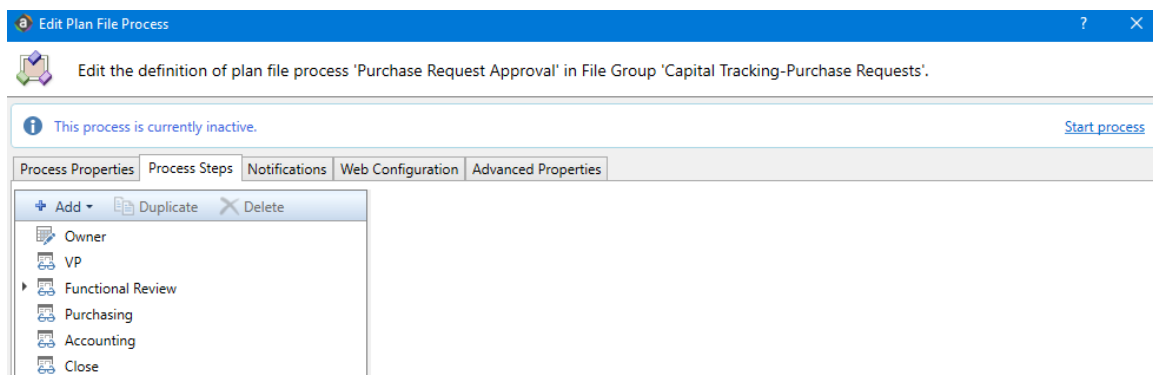 Edit Plan File Process ?
Edit the definition of plan file process 'Purchase Request Approval' in File Group 'Capital Tracking-Purchase Requests'.
This process is currently inactive. Start process
Process Properties Process Steps Notifications Web Configuration Advanced Properties
Add Duplicate Delete
Owner
VP
Functional Review
Purchasing
Accounting
Close